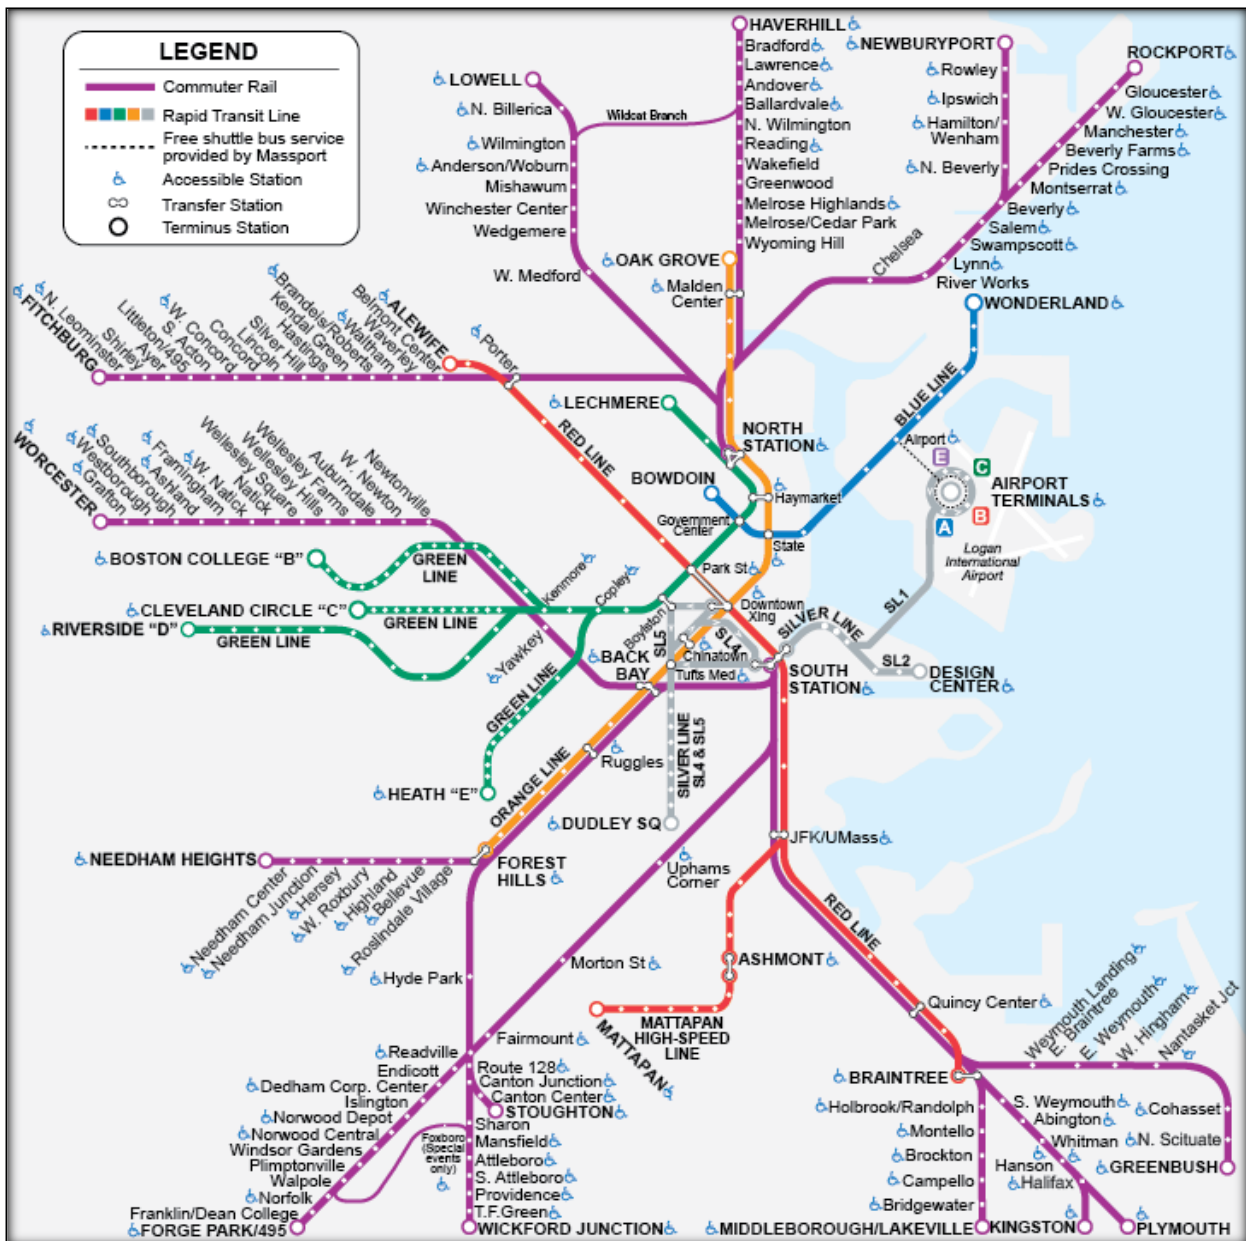 LEGEND
Commuter Rail
Rapid Transit Line
Free shuttle bus service
provided by Massport
Accessible Station
Transfer Station
Terminus Station
HAVERHILL
Bradford
Lawrence
Andover
Ballardvale
N. Wilmington
Reading
Wakefield
Greenwood
Melrose Highlands
Melrose/Cedar Park
Wyoming Hill
NEWBURYPORT
Rowley
Ipswich
Hamilton/
Wenham
N. Beverly
ROCKPORT
Gloucester
W. Gloucester
Manchester
Beverly Farms
Prides Crossing
Montserrat
Beverly
Salem
Swampscott
Lynn
River Works
Chelsea
LOWELL
N. Billerica
Wilmington
Anderson/Woburn
Mishawum
Winchester Center
Wedgemere
W. Medford
Wildcat Branch
OAK GROVE
Malden
Center
WONDERLAND
BLUE LINE
Airport
FITCHBURG
N. Leominster
Shirley
Ayer
Littleton/495
S. Acton
W. Concord
Concord
Lincoln
Silver Hill
Hastings
Kendal Green
Brandeis/Roberts
Waltham
Waverley
Belmont Center
ALEWIFE
Porter
RED LINE
LECHMERE
NORTH
STATION
BOWDOIN
Haymarket
Government
Center
State
E
C
B
A
AIRPORT
TERMINALS
Logan
International
Airport
WORCESTER
Grafton
Westborough
Southborough
Ashland
Framingham
W. Natick
Natick
Wellesley Square
Wellesley Hills
Wellesley Farms
Auburndale
W. Newton
Newtonville
BOSTON COLLEGE “B”
GREEN
LINE
CLEVELAND CIRCLE “C”
GREEN LINE
RIVERSIDE “D”
GREEN LINE
Kenmore
Copley
Park St
Downtown
Xing
Boylston
SL5
SL4
Chinatown
Tufts Med
Yawkey
BACK
BAY
SILVER LINE
SL1
SL2
SOUTH
STATION
DESIGN
CENTER
GREEN LINE
HEATH “E”
ORANGE LINE
Ruggles
SILVER LINE
SL4 & SL5
DUDLEY SQ
NEEDHAM HEIGHTS
Needham Center
Needham Junction
Hersey
W. Roxbury
Highland
Bellevue
Roslindale Village
FOREST
HILLS
JFK/UMass
Uphams
Corner
Morton St
Fairmount
Hyde Park
ASHMONT
MATTAPAN
HIGH-SPEED
LINE
MATTAPAN
RED LINE
Quincy Center
BRAINTREE
Weymouth Landing
E. Braintree
E. Weymouth
W. Hingham
Nantasket Jct
Cohasset
N. Scituate
GREENBUSH
Readville
Endicott
Dedham Corp. Center
Islington
Norwood Depot
Norwood Central
Windsor Gardens
Plimptonville
Walpole
Norfolk
Franklin/Dean College
FORGE PARK/495
Foxboro
(Special
events
only)
Route 128
Canton Junction
Canton Center
STOUGHTON
Sharon
Mansfield
Attleboro
S. Attleboro
Providence
T.F.Green
WICKFORD JUNCTION
Holbrook/Randolph
Montello
Brockton
Campello
Bridgewater
MIDDLEBOROUGH/LAKEVILLE
S. Weymouth
Abington
Whitman
Hanson
Halifax
KINGSTON
PLYMOUTH